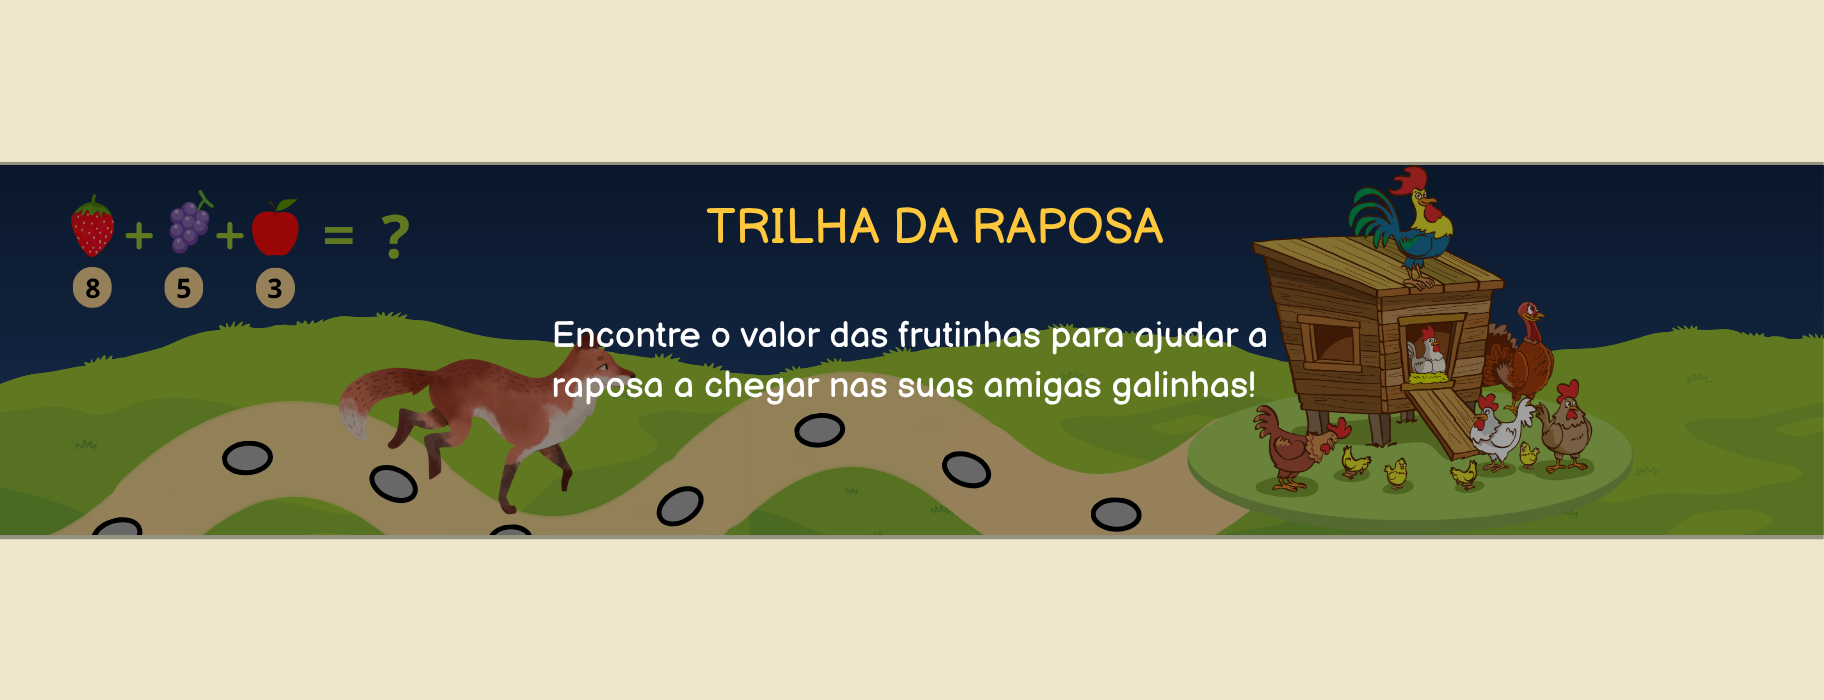 TRILHA DA RAPOSA
+ + = ?
8 5 3
Encontre o valor das frutinhas para ajudar a
raposa a chegar nas suas amigas galinhas!